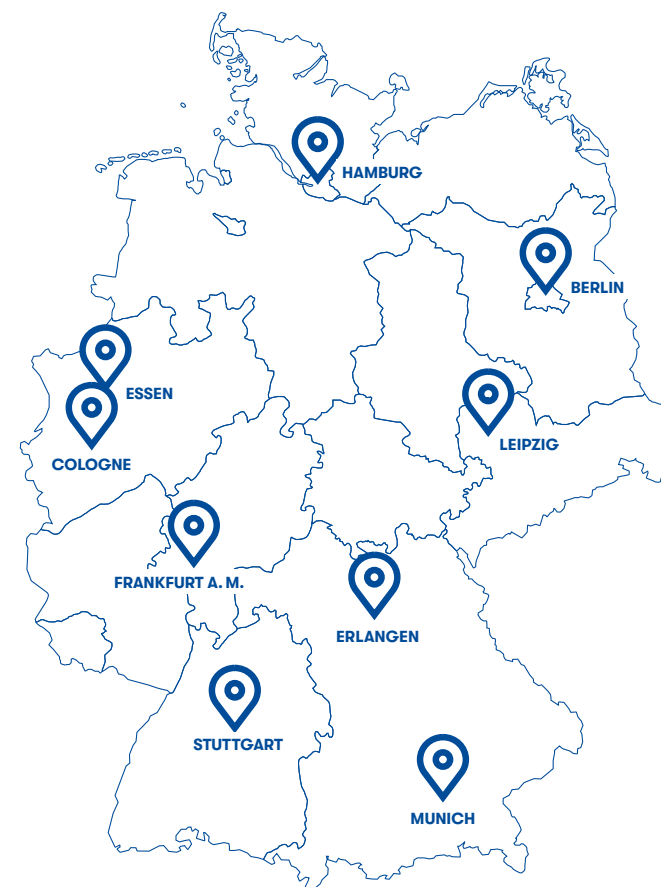 HAMBURG
BERLIN
ESSEN
LEIPZIG
COLOGNE
FRANKFURT A. M.
ERLANGEN
STUTTGART
MUNICH